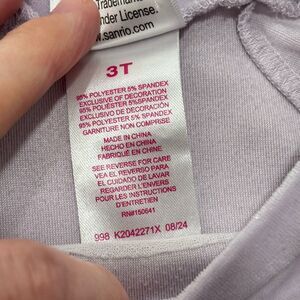 Trademark
nder License.
www.sanrio.com
3T
95% POLYESTER 5% SPANDEX
EXCLUSIVE OF DECORATION
95% POLIÉSTER 5% SPANDEX
EXCLUSIVO DE DECORACIÓN
95% POLYESTER 5% SPANDEX
GARNITURE NON COMPRISE
MADE IN CHINA
HECHO EN CHINA
FABRIQUÉ EN CHINE
SEE REVERSE FOR CARE
VEA EL REVERSO PARA
EL CUIDADO DE LAVAR
REGARDER L'ENVERS
POUR LES INSTRUCTIONS
D'ENTRETIEN
RN#150641
998 K2042271X 08/24